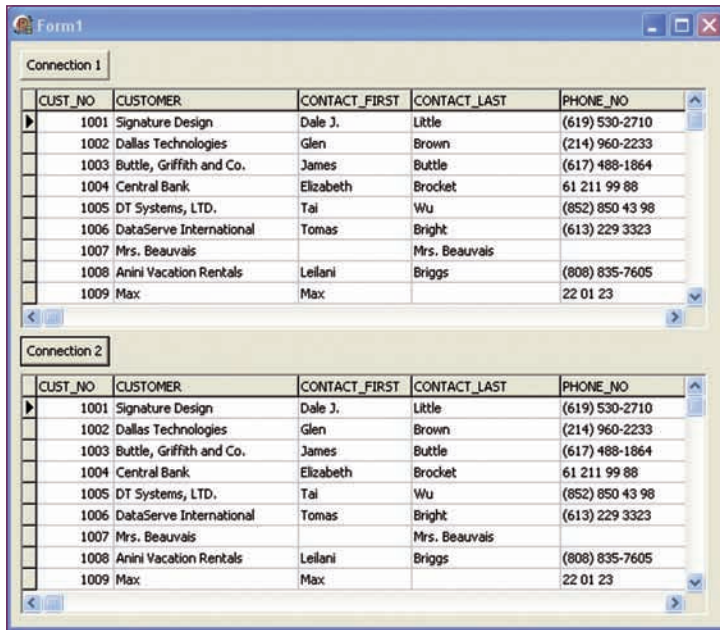 Form1
Connection 1
CUST_NO CUSTOMER CONTACT_FIRST CONTACT_LAST PHONE_NO
1001 Signature Design Dale J. Little (619) 530-2710
1002 Dallas Technologies Glen Brown (214) 960-2233
1003 Buttle, Griffith and Co. James Buttle (617) 488-1864
1004 Central Bank Elizabeth Brocket 61 211 99 88
1005 DT Systems, LTD. Tai Wu (852) 850 43 98
1006 DataServe International Tomas Bright (613) 229 3323
1007 Mrs. Beauvais Mrs. Beauvais
1008 Anini Vacation Rentals Leilani Briggs (808) 835-7605
1009 Max Max 22 01 23
Connection 2
CUST_NO CUSTOMER CONTACT_FIRST CONTACT_LAST PHONE_NO
1001 Signature Design Dale J. Little (619) 530-2710
1002 Dallas Technologies Glen Brown (214) 960-2233
1003 Buttle, Griffith and Co. James Buttle (617) 488-1864
1004 Central Bank Elizabeth Brocket 61 211 99 88
1005 DT Systems, LTD. Tai Wu (852) 850 43 98
1006 DataServe International Tomas Bright (613) 229 3323
1007 Mrs. Beauvais Mrs. Beauvais
1008 Anini Vacation Rentals Leilani Briggs (808) 835-7605
1009 Max Max 22 01 23